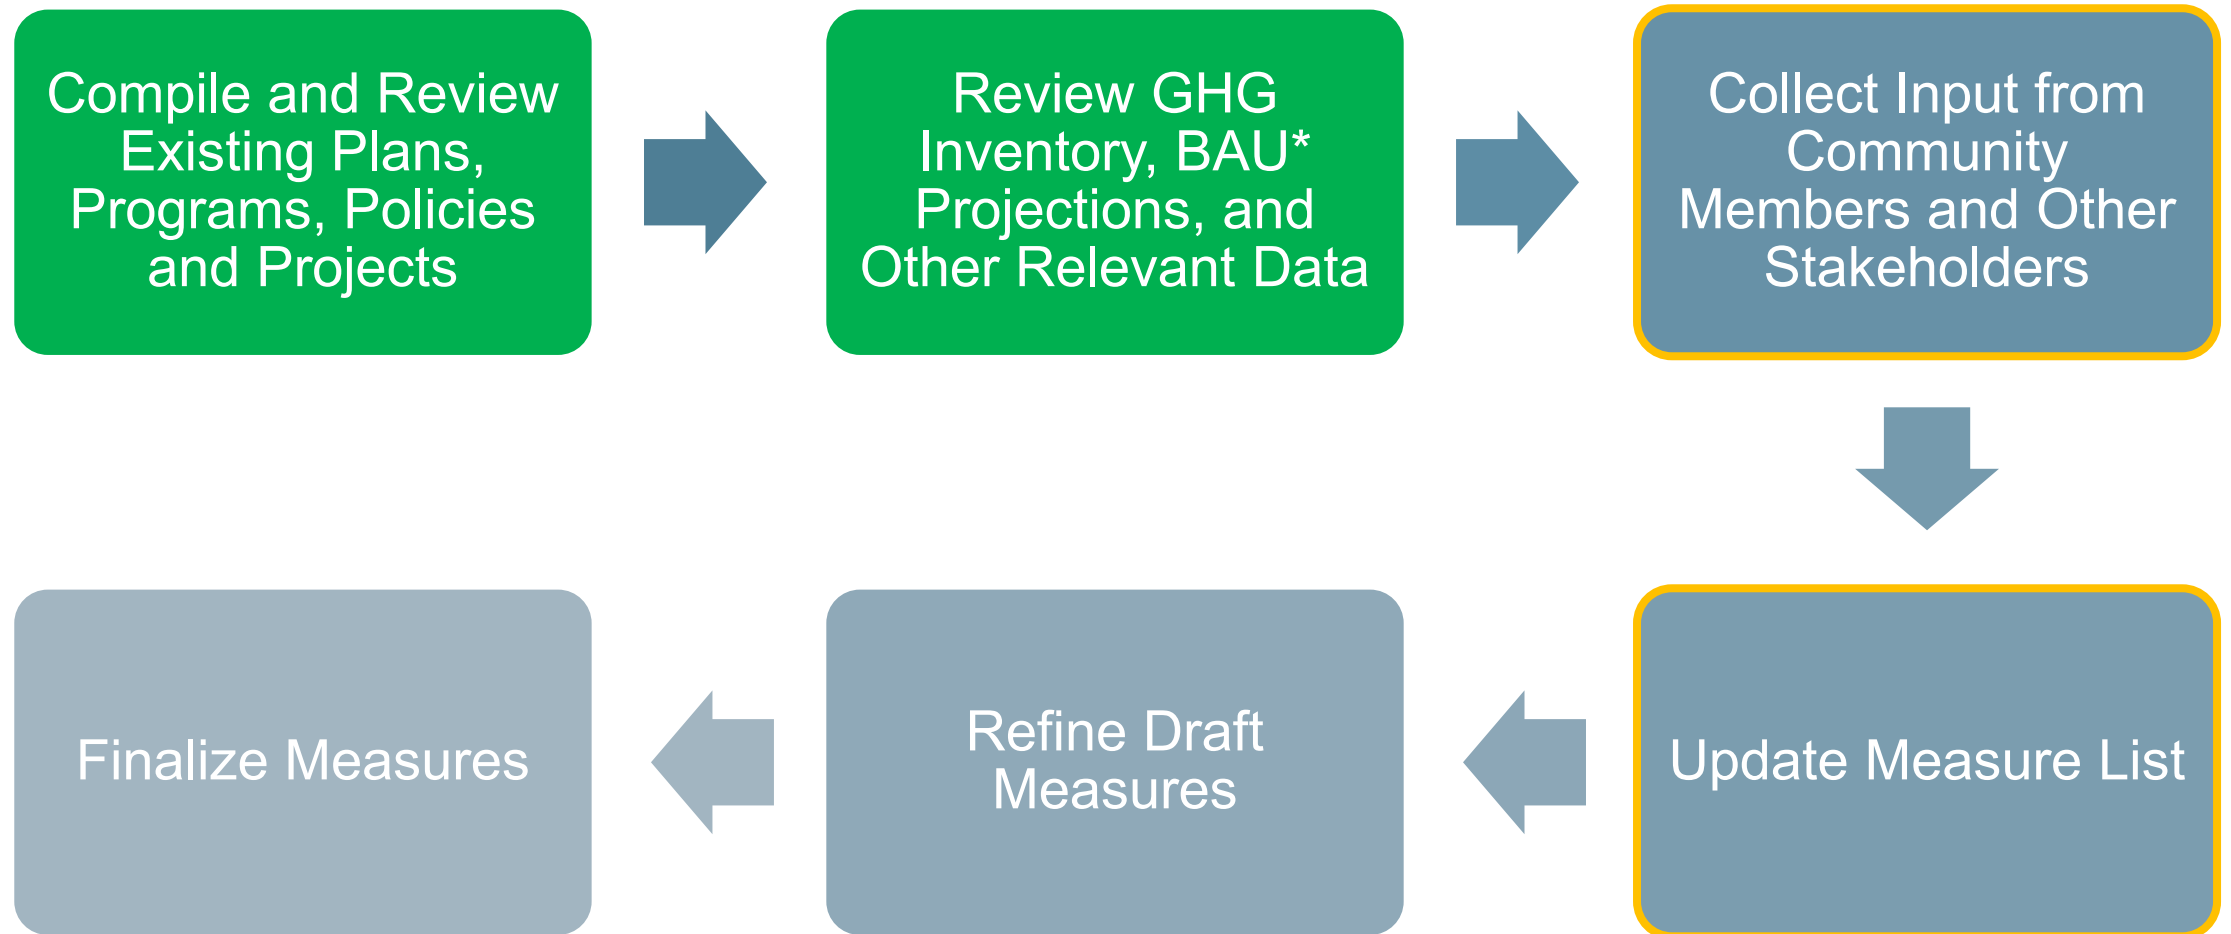 Compile and Review
Existing Plans,
Programs, Policies
and Projects
Review GHG
Inventory, BAU*
Projections, and
Other Relevant Data
Collect Input from
Community
Members and Other
Stakeholders
Update Measure List
Refine Draft
Measures
Finalize Measures